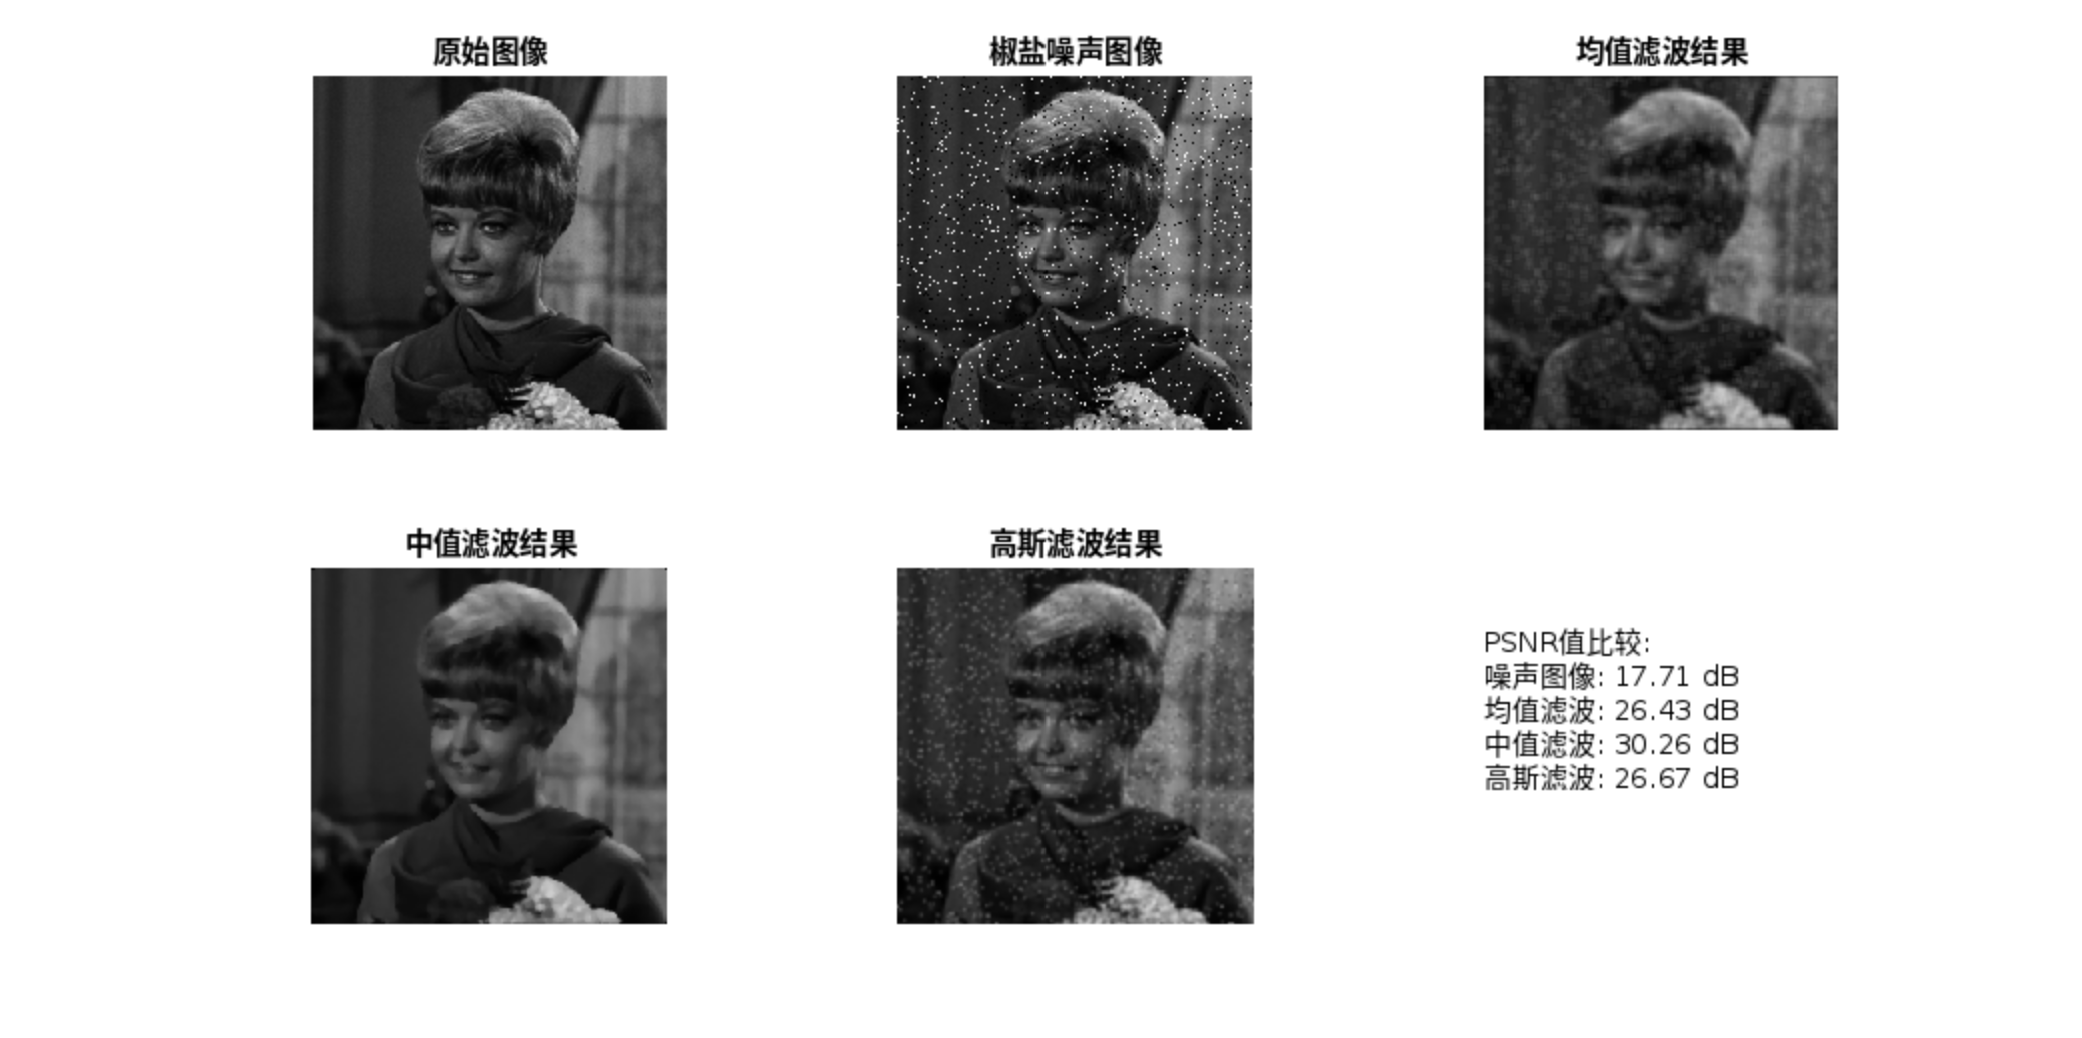 原始图像
椒盐噪声图像
均值滤波结果
中值滤波结果
高斯滤波结果
PSNR值比较:
噪声图像: 17.71 dB
均值滤波: 26.43 dB
中值滤波: 30.26 dB
高斯滤波: 26.67 dB